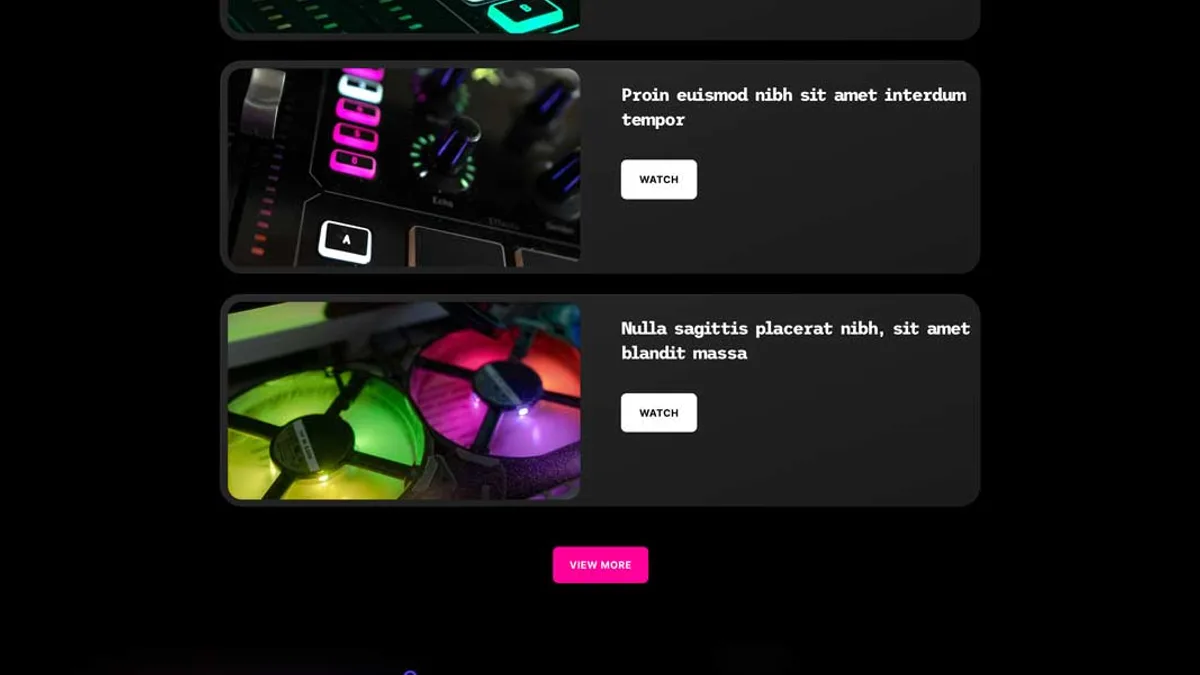 B
Proin euismod nibh sit amet interdum
tempor
WATCH
Echo
A
Nulla sagittis placerat nibh, sit amet
blandit massa
WATCH
VIEW MORE